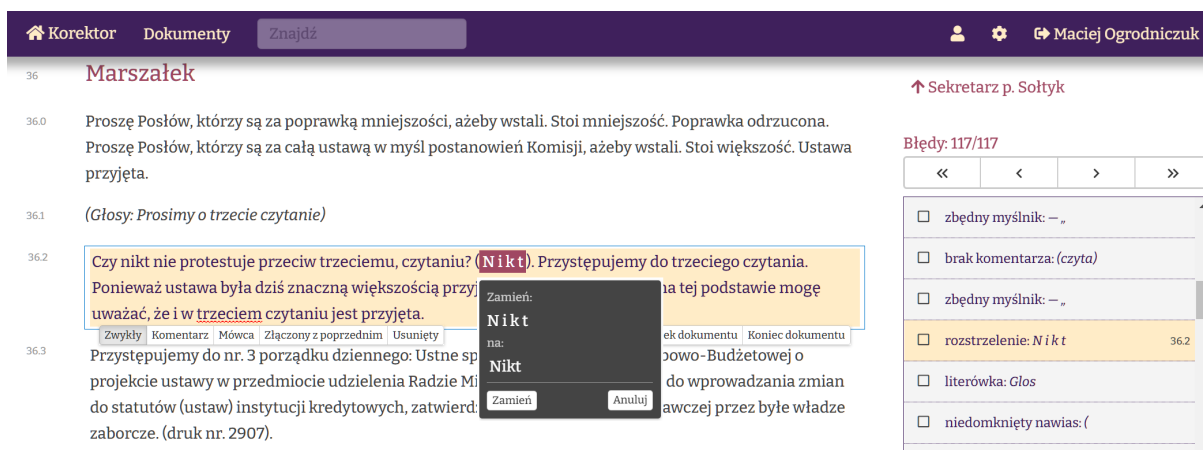 Korektor Dokumenty Znajdź Maciej Ogrodniczuk
36 Marszałek
36.0 Proszę Posłów, którzy są za poprawką mniejszości, ażeby wstali. Stoi mniejszość. Poprawka odrzucona.
Proszę Posłów, którzy są za całą ustawą w myśl postanowień Komisji, ażeby wstali. Stoi większość. Ustawa
przyjęta.
36.1 (Głosy: Prosimy o trzecie czytanie)
36.2 Czy nikt nie protestuje przeciw trzeciemu, czytaniu? (N i k t). Przystępujemy do trzeciego czytania.
Ponieważ ustawa była dziś znaczną większością przyj na tej podstawie mogę
uważać, że i w trzeciem czytaniu jest przyjęta.
Zwykły Komentarz Mówca Złączony z poprzednim Usunięty ek dokumentu Koniec dokumentu
36.3 Przystępujemy do nr. 3 porządku dziennego: Ustne sp bowo-Budżetowej o
projekcie ustawy w przedmiocie udzielenia Radzie Mi do wprowadzania zmian
do statutów (ustaw) instytucji kredytowych, zatwierd awczej przez byłe władze
zaborcze. (druk nr. 2907).
Zamień:
N i k t
na:
Nikt
Zamień Anuluj
Sekretarz p. Sołtyk
Błędy: 117/117
« ‹ › »
zbędny myślnik: — „
brak komentarza: (czyta)
zbędny myślnik: — „
rozstrzelenie: N i k t 36.2
literówka: Glos
niedomknięty nawias: (